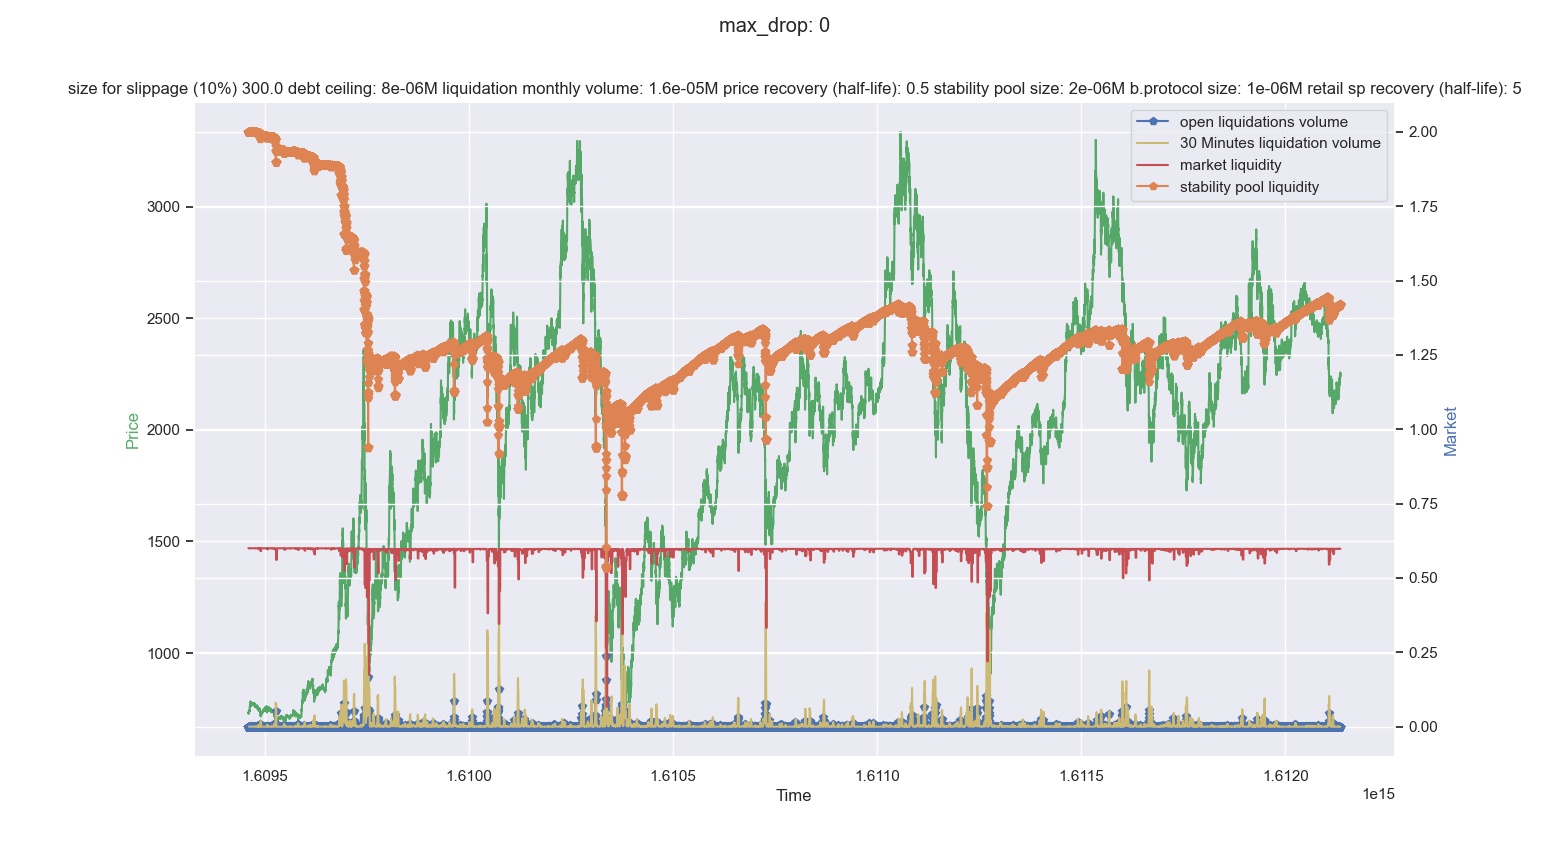 max_drop: 0
size for slippage (10%) 300.0 debt ceiling: 8e-06M liquidation monthly volume: 1.6e-05M price recovery (half-life): 0.5 stability pool size: 2e-06M b.protocol size: 1e-06M retail sp recovery (half-life): 5
open liquidations volume
30 Minutes liquidation volume
market liquidity
stability pool liquidity
3000
2500
2000
1500
1000
Price
2.00
1.75
1.50
1.25
1.00
0.75
0.50
0.25
0.00
Market
1.6095 1.6100 1.6105 1.6110 1.6115 1.6120
Time
1e15